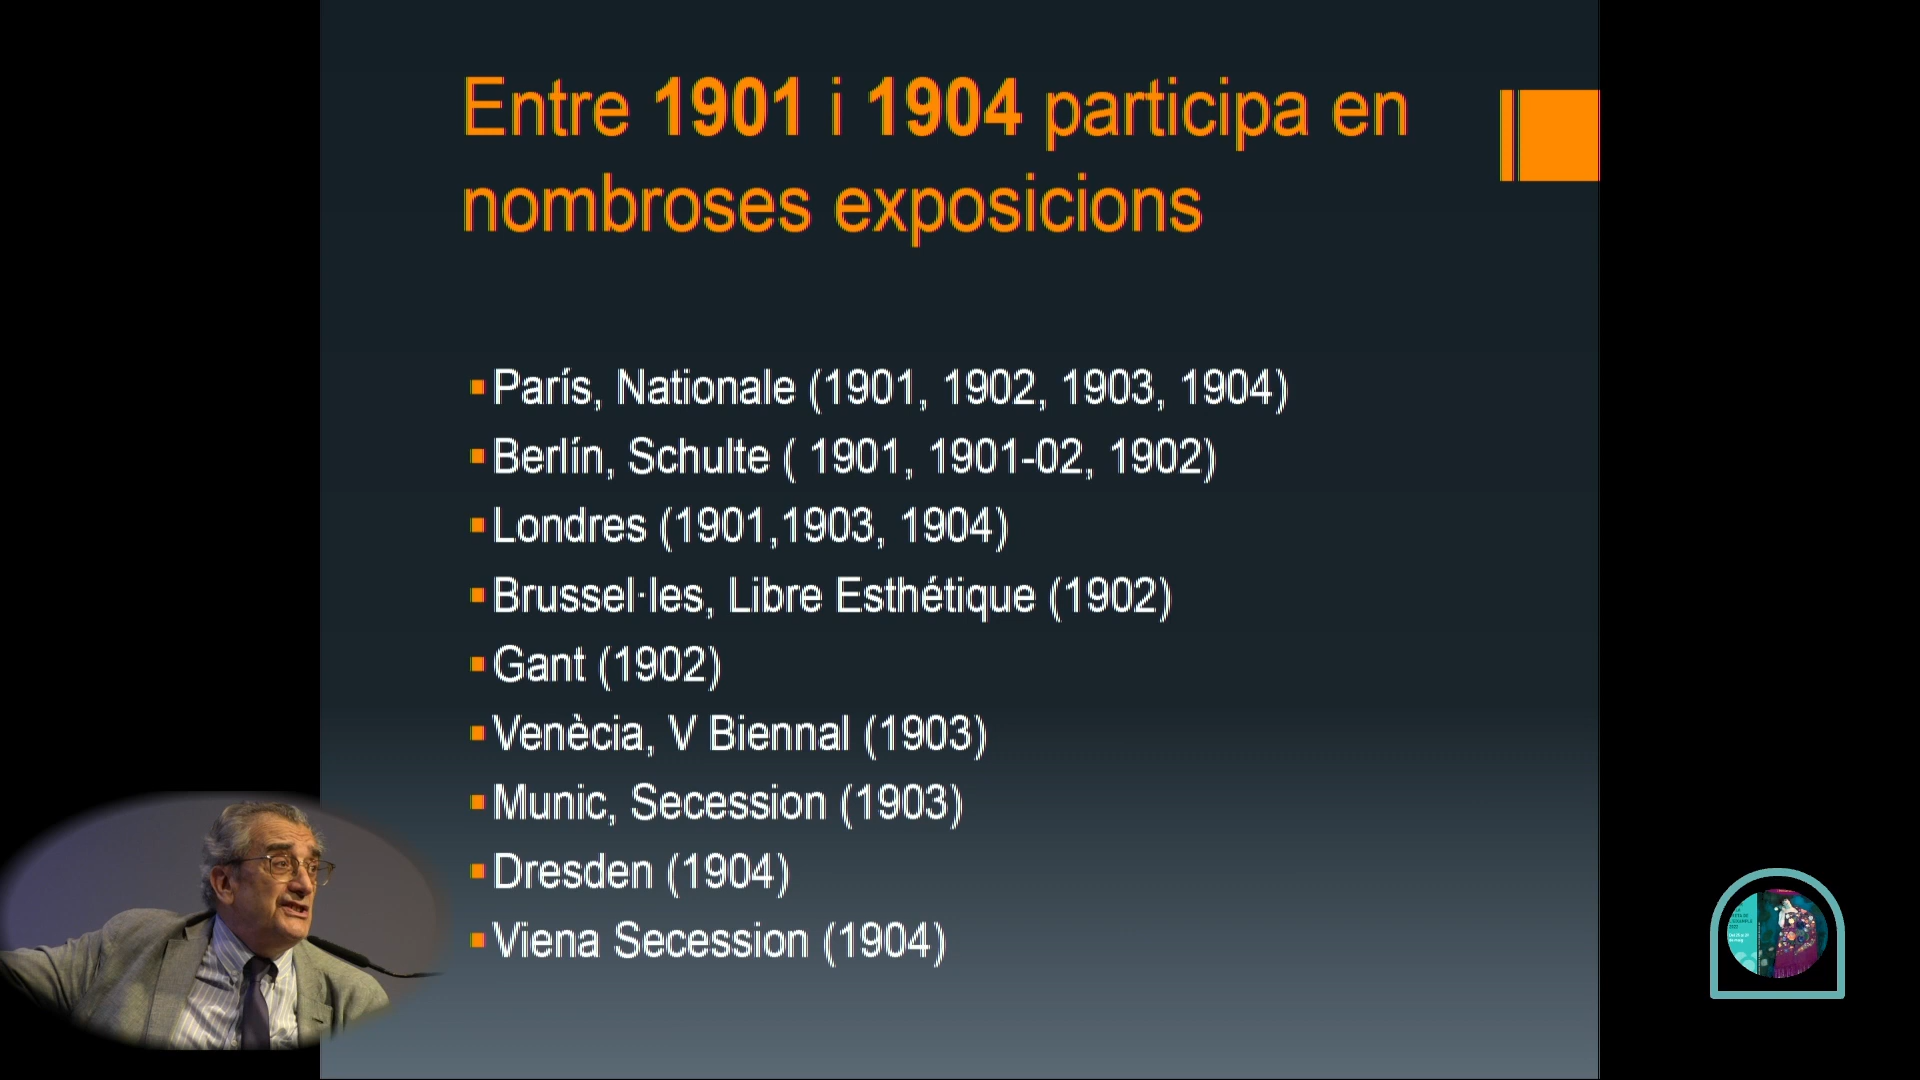 Entre 1901 i 1904 participa en
nombroses exposicions
París, Nationale (1901, 1902, 1903, 1904)
Berlín, Schulte ( 1901, 1901-02, 1902)
Londres (1901,1903, 1904)
Brussel·les, Libre Esthétique (1902)
Gant (1902)
Venècia, V Biennal (1903)
Munic, Secession (1903)
Dresden (1904)
Viena Secession (1904)